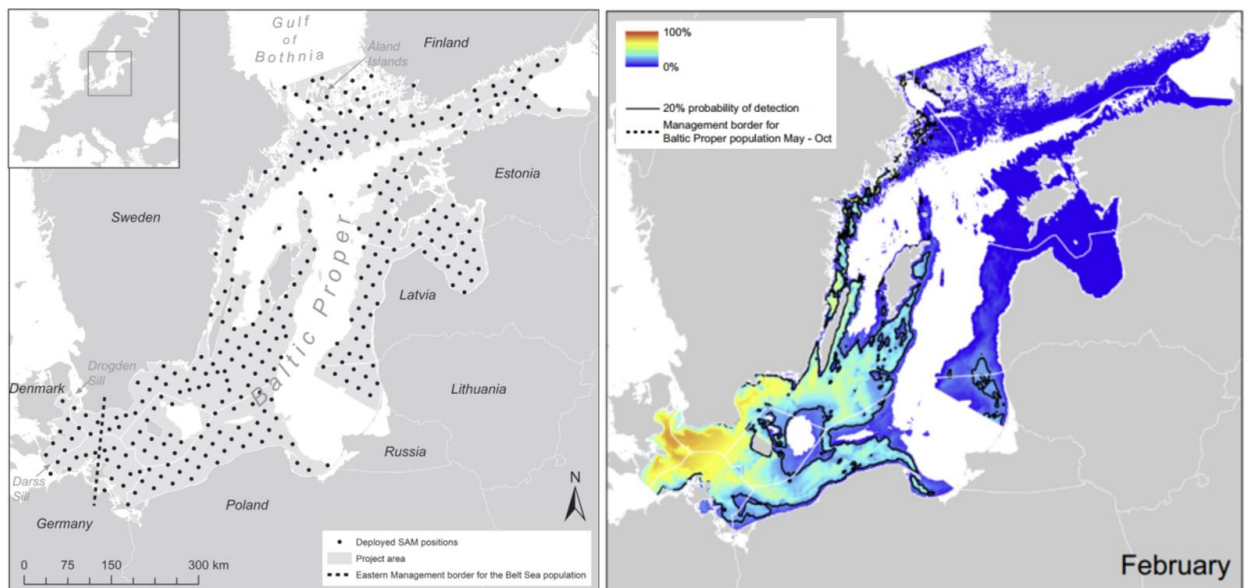 Gulf
of
Bothnia
Åland
Islands
Finland
Estonia
Sweden
Baltic Proper
Latvia
Drogden
Sill
Denmark
Lithuania
Russia
Darss
Sill
Poland
Germany
N
0 75 150 300 km
Deployed SAM positions
Project area
Eastern Management border for the Belt Sea population
100%
0%
20% probability of detection
Management border for
Baltic Proper population May - Oct
February